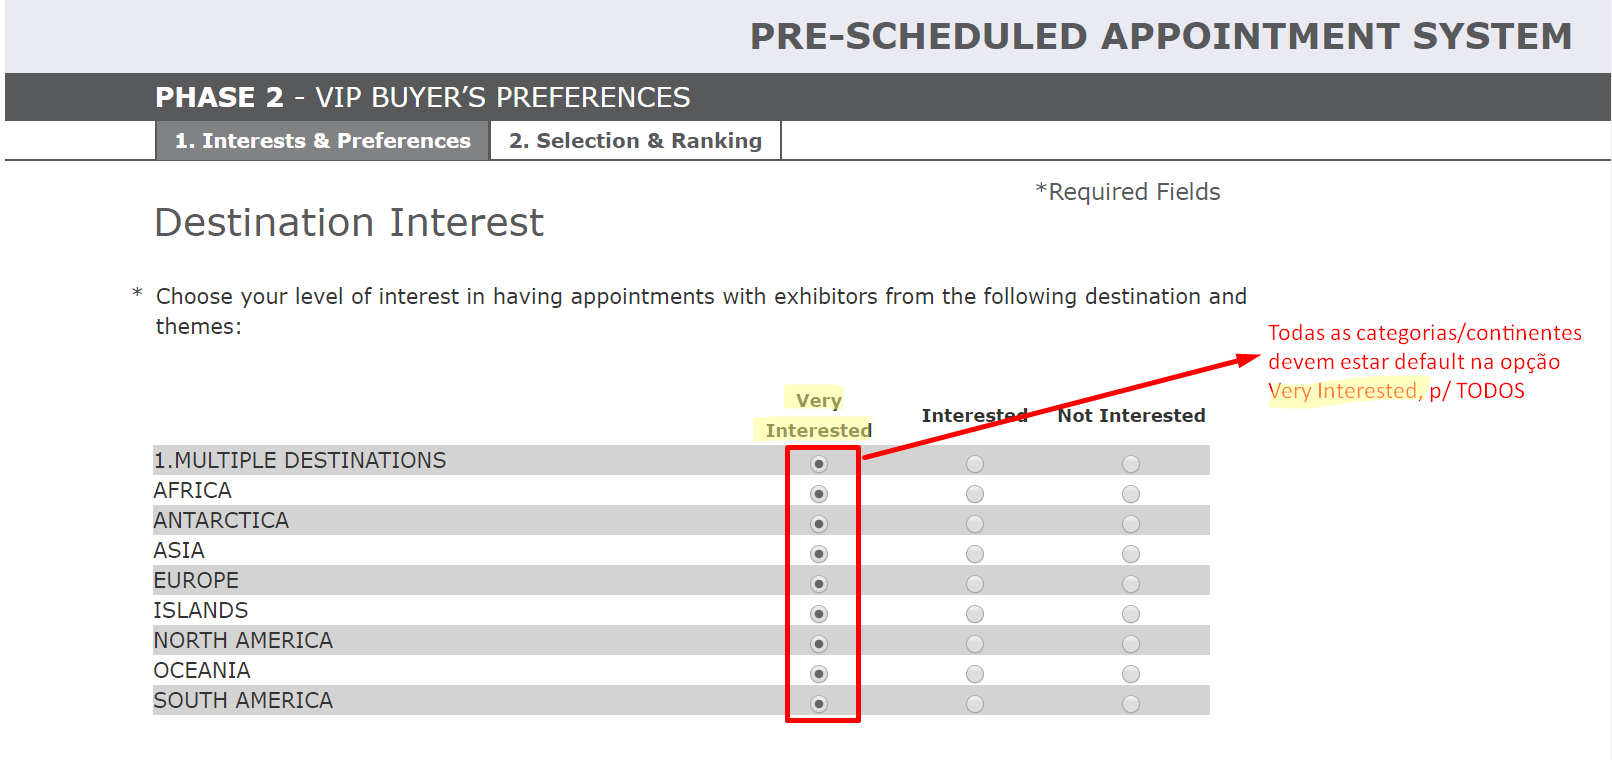 PRE-SCHEDULED APPOINTMENT SYSTEM
PHASE 2 - VIP BUYER’S PREFERENCES
1. Interests & Preferences
2. Selection & Ranking
*Required Fields
Destination Interest
* Choose your level of interest in having appointments with exhibitors from the following destination and
themes:
Todas as categorias/continentes
devem estar default na opção
Very Interested, p/ TODOS
Very
Interested
Interested
Not Interested
1.MULTIPLE DESTINATIONS
AFRICA
ANTARCTICA
ASIA
EUROPE
ISLANDS
NORTH AMERICA
OCEANIA
SOUTH AMERICA